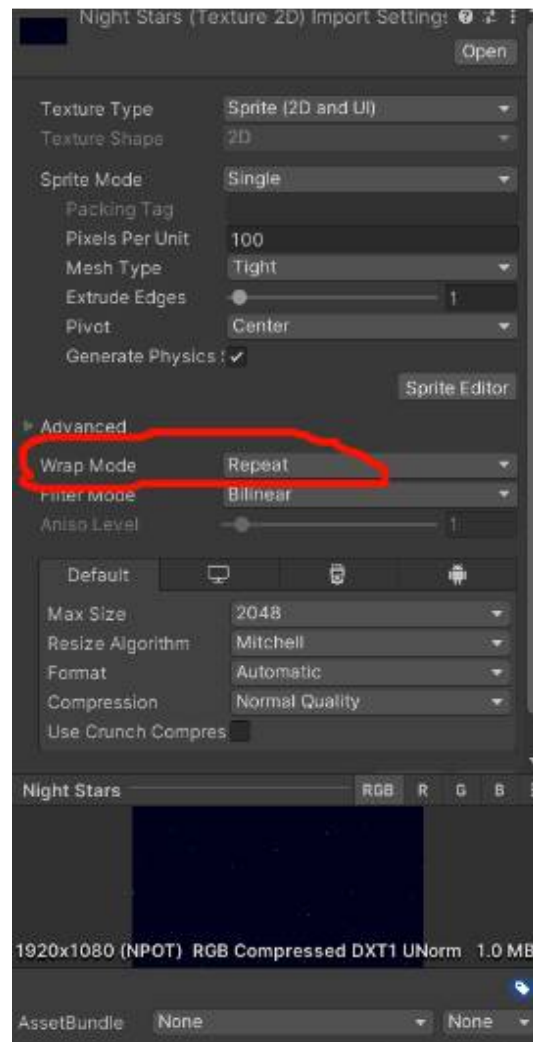 Night Stars (Texture 2D) Import Settings
Open
Texture Type Sprite (2D and UI)
Texture Shape 2D
Sprite Mode Single
Packing Tag
Pixels Per Unit 100
Mesh Type Tight
Extrude Edges 1
Pivot Center
Generate Physics
Sprite Editor
Advanced
Wrap Mode Repeat
Filter Mode Bilinear
Aniso Level 1
Default
Max Size 2048
Resize Algorithm Mitchell
Format Automatic
Compression Normal Quality
Use Crunch Compres
Night Stars RGB R G B
1920x1080 (NPOT) RGB Compressed DXT1 UNorm 1.0 MB
AssetBundle None None